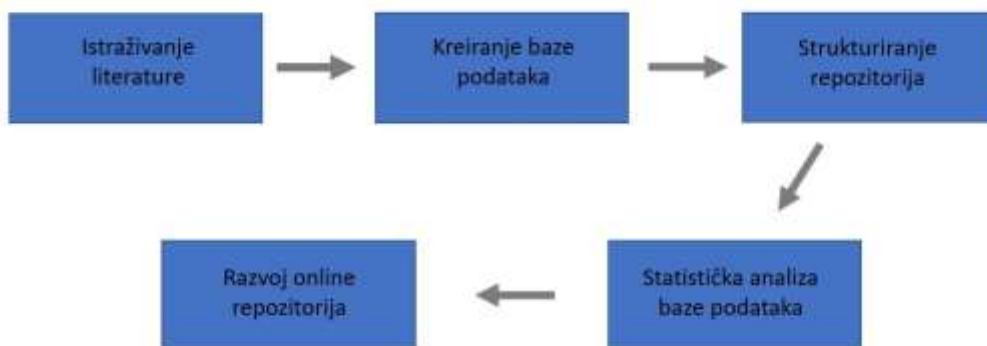 Istraživanje
literature
Kreiranje baze
podataka
Strukturiranje
repozitorija
Statistička analiza
baze podataka
Razvoj online
repozitorija